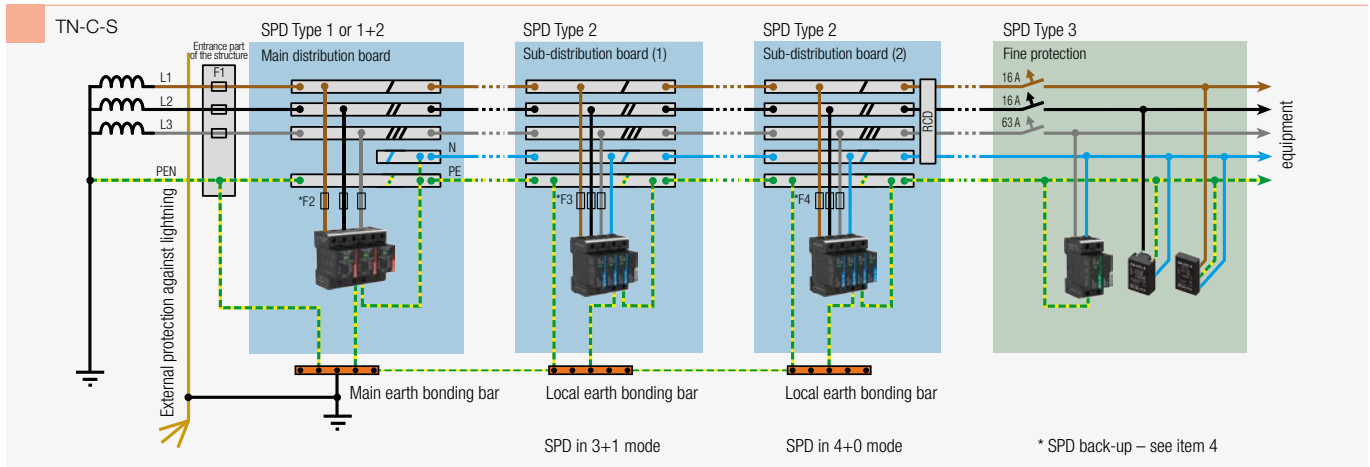 TN-C-S
SPD Type 1 or 1+2
SPD Type 2
SPD Type 2
SPD Type 3
Entrance part
of the structure
Main distribution board
Sub-distribution board (1)
Sub-distribution board (2)
Fine protection
F1
L1
L2
L3
PEN
N
PE
RCD
16 A
16 A
63 A
equipment
*F2
*F3
*F4
External protection against lightning
Main earth bonding bar
Local earth bonding bar
Local earth bonding bar
SPD in 3+1 mode
SPD in 4+0 mode
* SPD back-up – see item 4